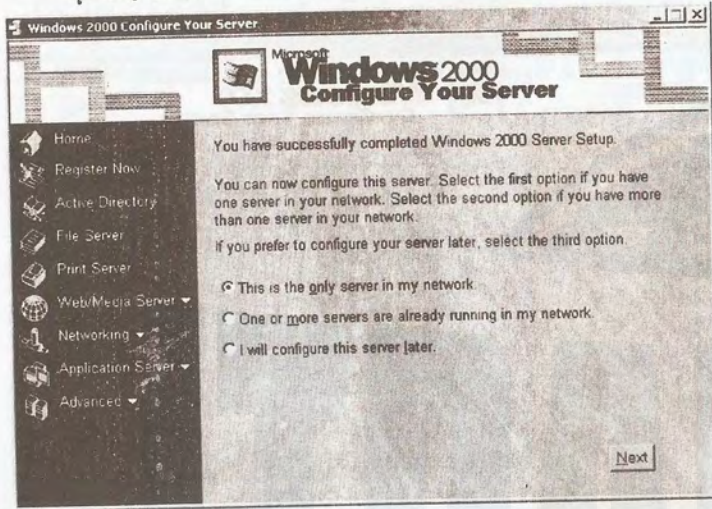 Windows 2000 Configure Your Server
Microsoft
Windows 2000
Configure Your Server
Home
Register Now
Active Directory
File Server
Print Server
Web/Media Server
Networking
Application Server
Advanced
You have successfully completed Windows 2000 Server Setup.
You can now configure this server. Select the first option if you have
one server in your network. Select the second option if you have more
than one server in your network.
If you prefer to configure your server later, select the third option.
This is the only server in my network.
One or more servers are already running in my network.
I will configure this server later.
Next